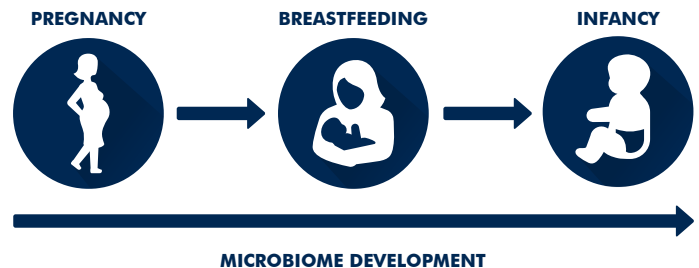 PREGNANCY
BREASTFEEDING
INFANCY
MICROBIOME DEVELOPMENT